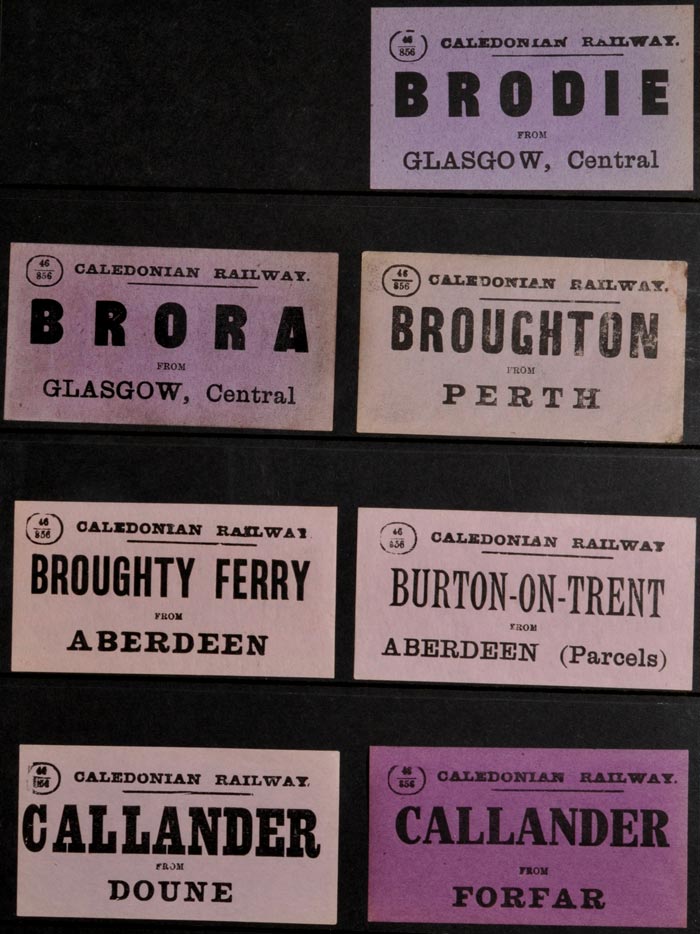 46
856
CALEDONIAN RAILWAY.
BRODIE
FROM
GLASGOW, Central
46
856
CALEDONIAN RAILWAY.
BRORA
FROM
GLASGOW, Central
46
856
CALEDONIAN RAILWAY.
BROUGHTON
FROM
PERTH
46
856
CALEDONIAN RAILWAY
BROUGHTY FERRY
FROM
ABERDEEN
46
856
CALEDONIAN RAILWAY
BURTON-ON-TRENT
FROM
ABERDEEN (Parcels)
46
856
CALEDONIAN RAILWAY.
CALLANDER
FROM
DOUNE
46
856
CALEDONIAN RAILWAY.
CALLANDER
FROM
FORFAR